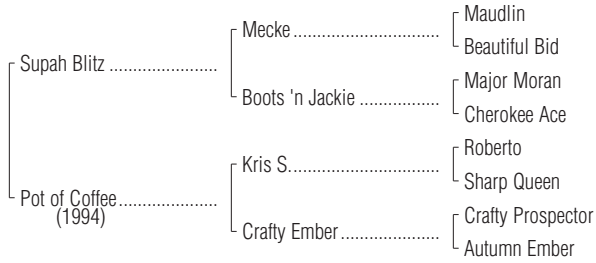 Maudlin
Mecke
Beautiful Bid
Supah Blitz
Major Moran
Boots 'n Jackie
Cherokee Ace
Roberto
Kris S.
Sharp Queen
Pot of Coffee
(1994)
Crafty Prospector
Crafty Ember
Autumn Ember